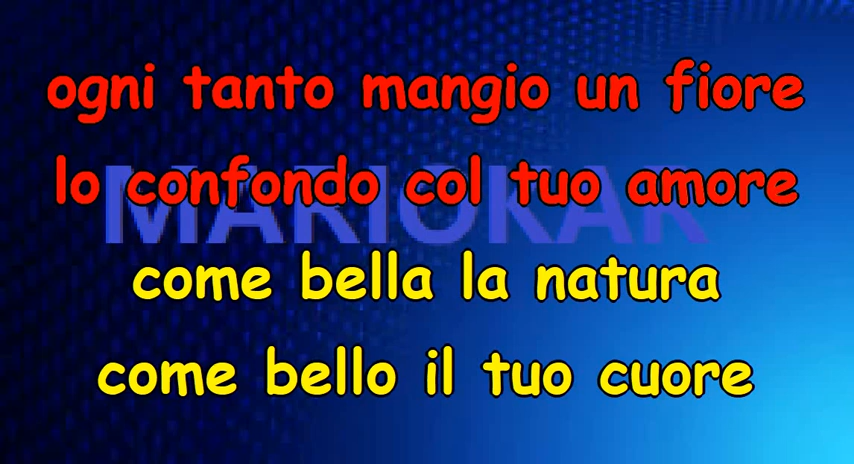 ogni tanto mangio un fiore
lo confondo col tuo amore
MARIOKAR
come bella la natura
come bello il tuo cuore